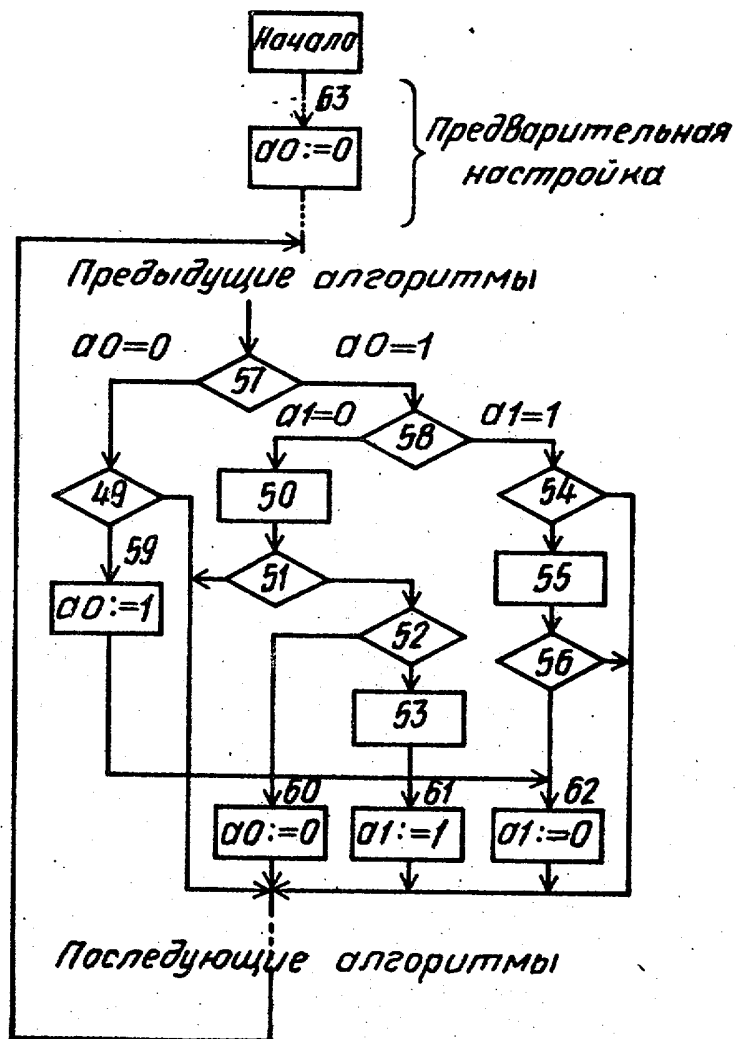 Начало
63
a0:=0
Предварительная
настройка
Предыдущие алгоритмы
a0=0
a0=1
57
a1=0
a1=1
58
49
50
54
59
51
55
a0:=1
52
56
53
60
61
62
a0:=0
a1:=1
a1:=0
Последующие алгоритмы